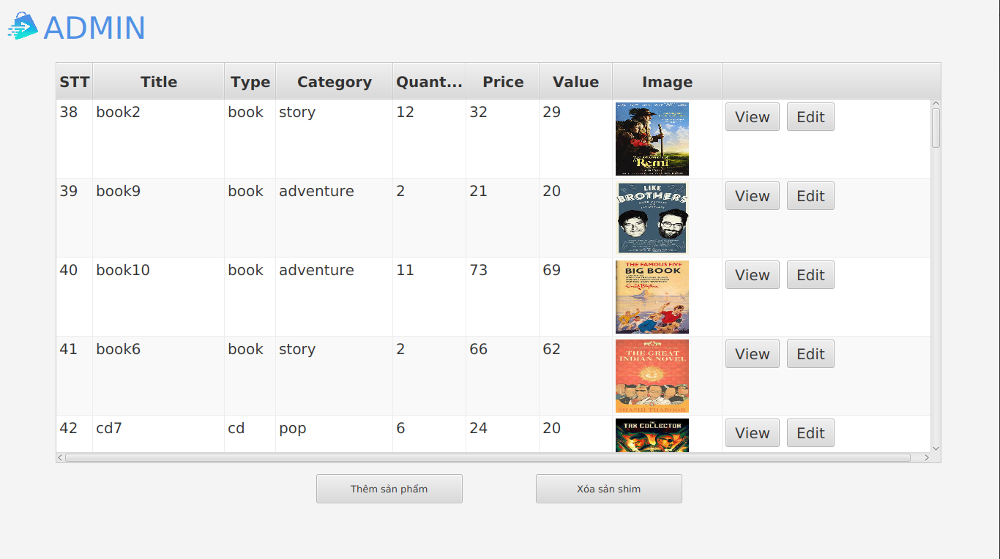 ADMIN
STT Title Type Category Quant... Price Value Image
38 book2 book story 12 32 29 View Edit
Remi
39 book9 book adventure 2 21 20 View Edit
LIKE
BROTHERS
40 book10 book adventure 11 73 69 View Edit
THE FAMOUS FIVE
BIG BOOK
Enid Blyton
41 book6 book story 2 66 62 View Edit
THE GREAT
INDIAN NOVEL
SHASHI THAROOR
42 cd7 cd pop 6 24 20 View Edit
TAX COLLECTOR
Thêm sản phẩm Xóa sản shim